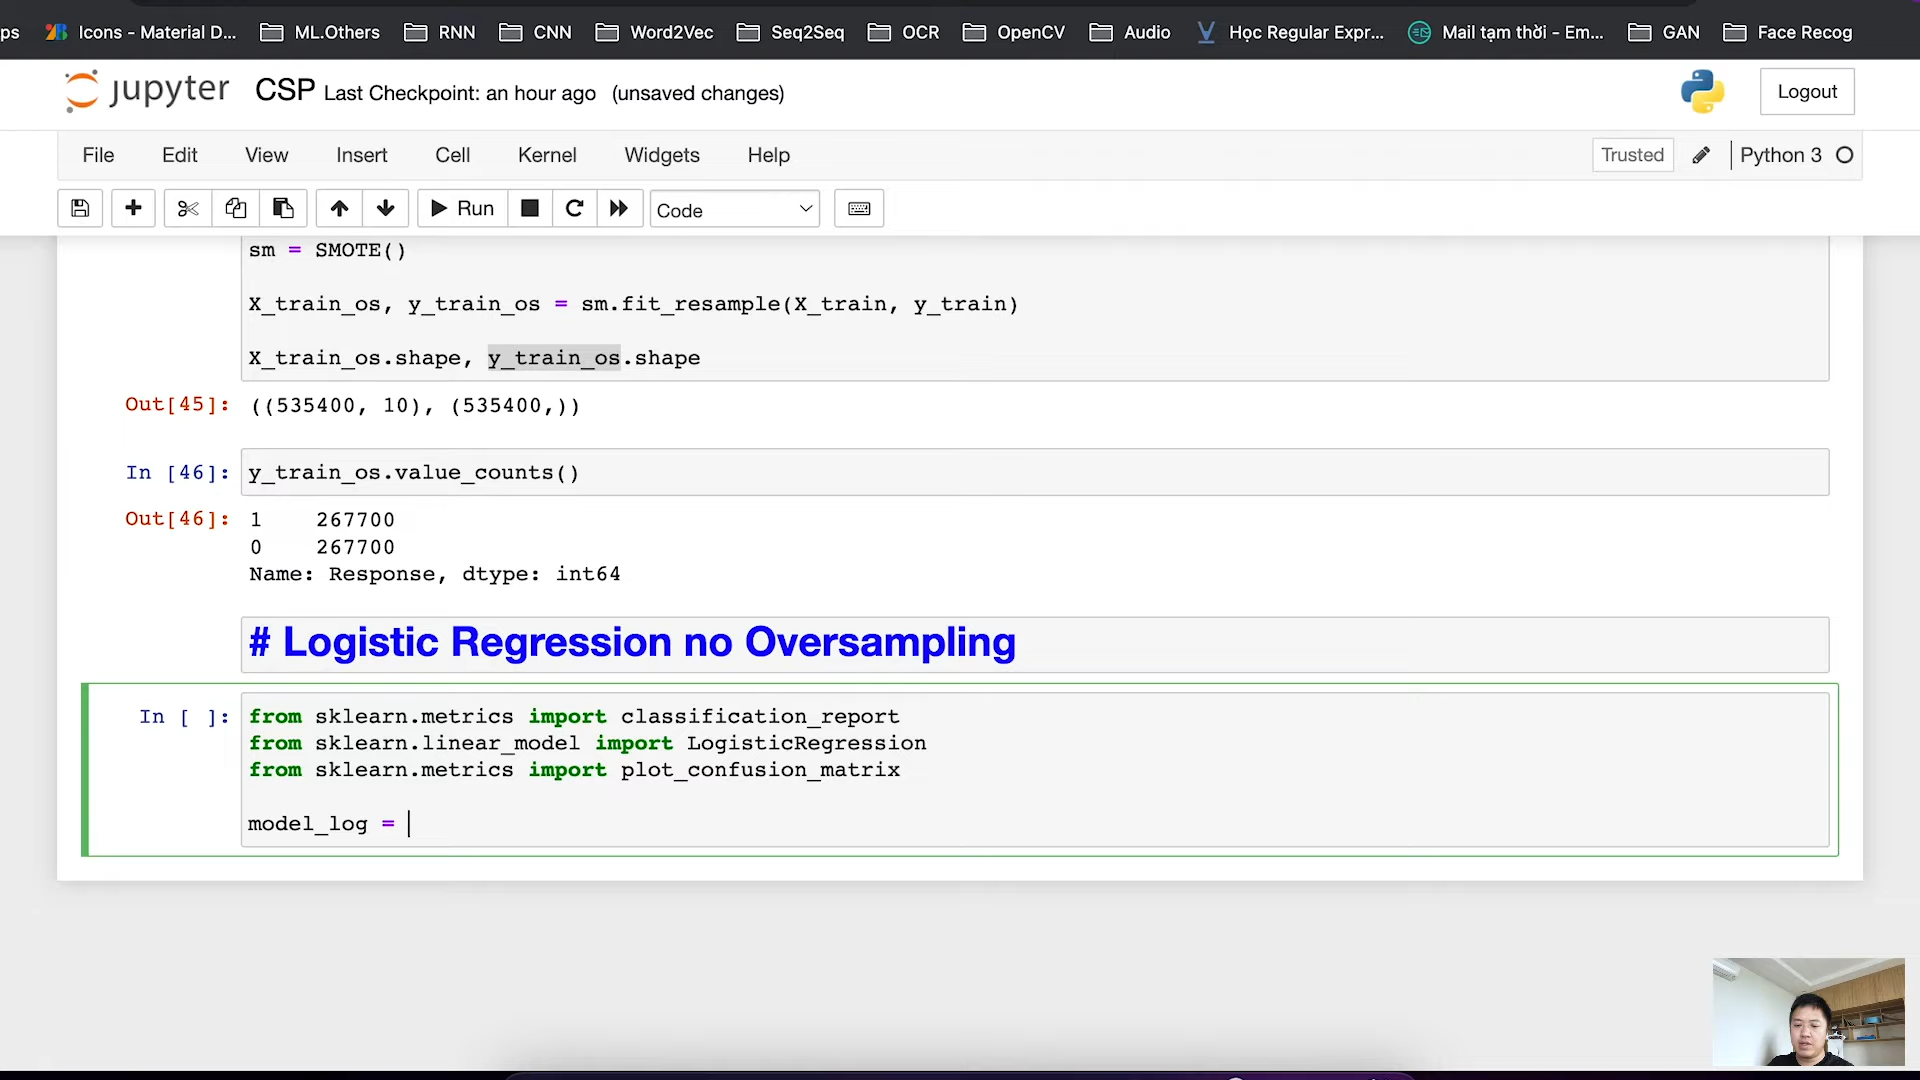 ps Icons - Material D... ML.Others RNN CNN Word2Vec Seq2Seq OCR OpenCV Audio Học Regular Expr... Mail tạm thời - Em... GAN Face Recog
jupyter CSP Last Checkpoint: an hour ago (unsaved changes) Logout
File Edit View Insert Cell Kernel Widgets Help Trusted Python 3
Run Code
sm = SMOTE()
X_train_os, y_train_os = sm.fit_resample(X_train, y_train)
X_train_os.shape, y_train_os.shape
Out[45]: ((535400, 10), (535400,))
In [46]: y_train_os.value_counts()
Out[46]: 1 267700
0 267700
Name: Response, dtype: int64
# Logistic Regression no Oversampling
In [ ]: from sklearn.metrics import classification_report
from sklearn.linear_model import LogisticRegression
from sklearn.metrics import plot_confusion_matrix
model_log =